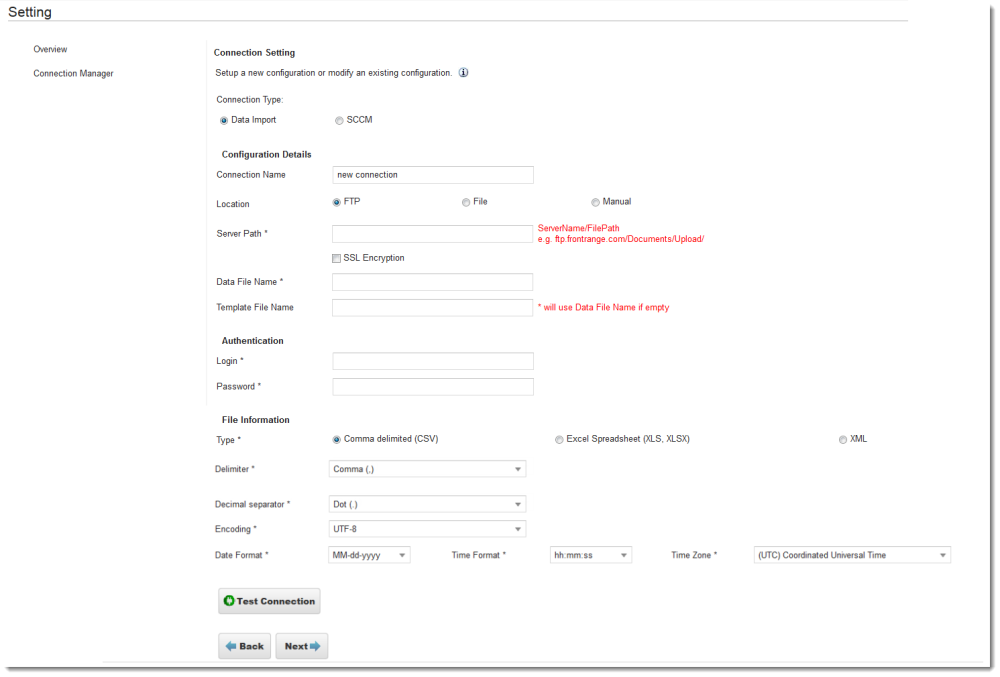 Setting
Overview
Connection Manager
Connection Setting
Setup a new configuration or modify an existing configuration.
Connection Type:
Data Import SCCM
Configuration Details
Connection Name new connection
Location FTP File Manual
Server Path * ServerName/FilePath
e.g. ftp.frontrange.com/Documents/Upload/
SSL Encryption
Data File Name *
Template File Name * will use Data File Name if empty
Authentication
Login *
Password *
File Information
Type * Comma delimited (CSV) Excel Spreadsheet (XLS, XLSX) XML
Delimiter * Comma (,)
Decimal separator * Dot (.)
Encoding * UTF-8
Date Format * MM-dd-yyyy Time Format * hh:mm:ss Time Zone * (UTC) Coordinated Universal Time
Test Connection
Back Next